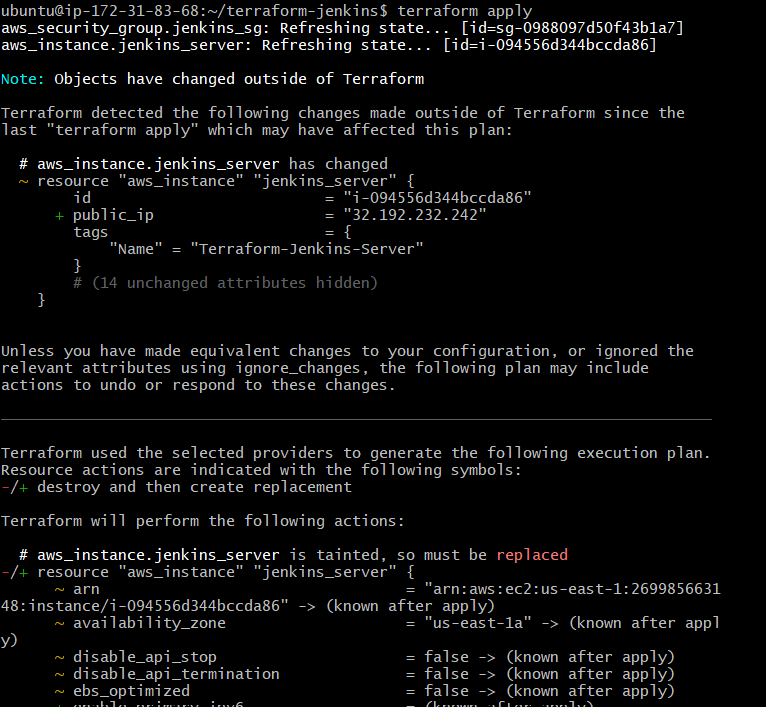 ubuntu@ip-172-31-83-68:~/terraform-jenkins$ terraform apply
aws_security_group.jenkins_sg: Refreshing state... [id=sg-0988097d50f43b1a7]
aws_instance.jenkins_server: Refreshing state... [id=i-094556d344bccda86]
Note: Objects have changed outside of Terraform
Terraform detected the following changes made outside of Terraform since the
last "terraform apply" which may have affected this plan:
# aws_instance.jenkins_server has changed
~ resource "aws_instance" "jenkins_server" {
id = "i-094556d344bccda86"
+ public_ip = "32.192.232.242"
tags = {
"Name" = "Terraform-Jenkins-Server"
}
# (14 unchanged attributes hidden)
}
Unless you have made equivalent changes to your configuration, or ignored the
relevant attributes using ignore_changes, the following plan may include
actions to undo or respond to these changes.
Terraform used the selected providers to generate the following execution plan.
Resource actions are indicated with the following symbols:
-/+ destroy and then create replacement
Terraform will perform the following actions:
# aws_instance.jenkins_server is tainted, so must be replaced
-/+ resource "aws_instance" "jenkins_server" {
~ arn = "arn:aws:ec2:us-east-1:2699856631
48:instance/i-094556d344bccda86" -> (known after apply)
~ availability_zone = "us-east-1a" -> (known after appl
y)
~ disable_api_stop = false -> (known after apply)
~ disable_api_termination = false -> (known after apply)
~ ebs_optimized = false -> (known after apply)
+ enable_primary_ipv6 = (known after apply)